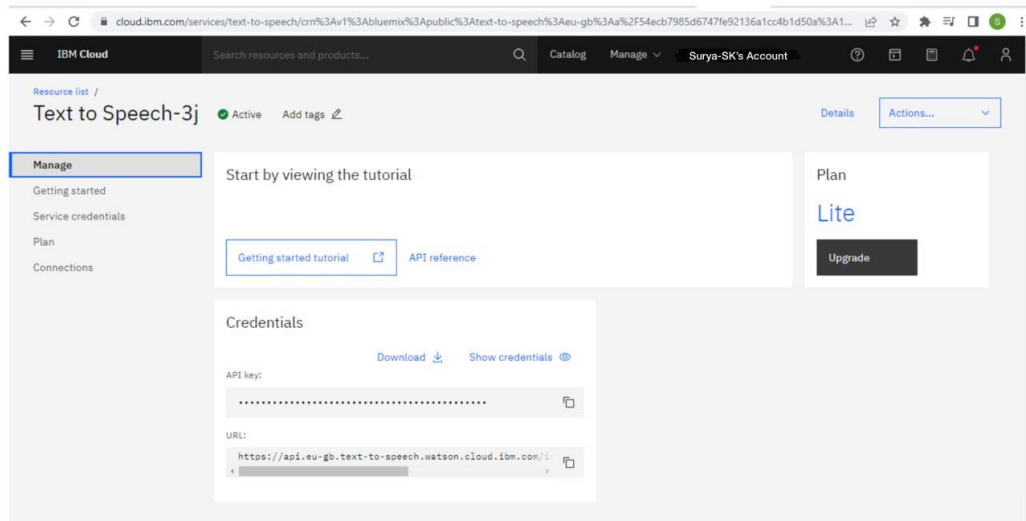 cloud.ibm.com/services/text-to-speech/crn%3Av1%3Abluemix%3Apublic%3Atext-to-speech%3Aeu-gb%3Aa%2F54ecb7985d6747fe92136a1cc4b1d50a%3A1...
S
IBM Cloud
Search resources and products...
Catalog
Manage
Surya-SK's Account
Resource list /
Text to Speech-3j
Active
Add tags
Details
Actions...
Manage
Getting started
Service credentials
Plan
Connections
Start by viewing the tutorial
Getting started tutorial
API reference
Plan
Lite
Upgrade
Credentials
Download
Show credentials
API key:
••••••••••••••••••••••••••••••••••••••••••••
URL:
https://api.eu-gb.text-to-speech.watson.cloud.ibm.com/i